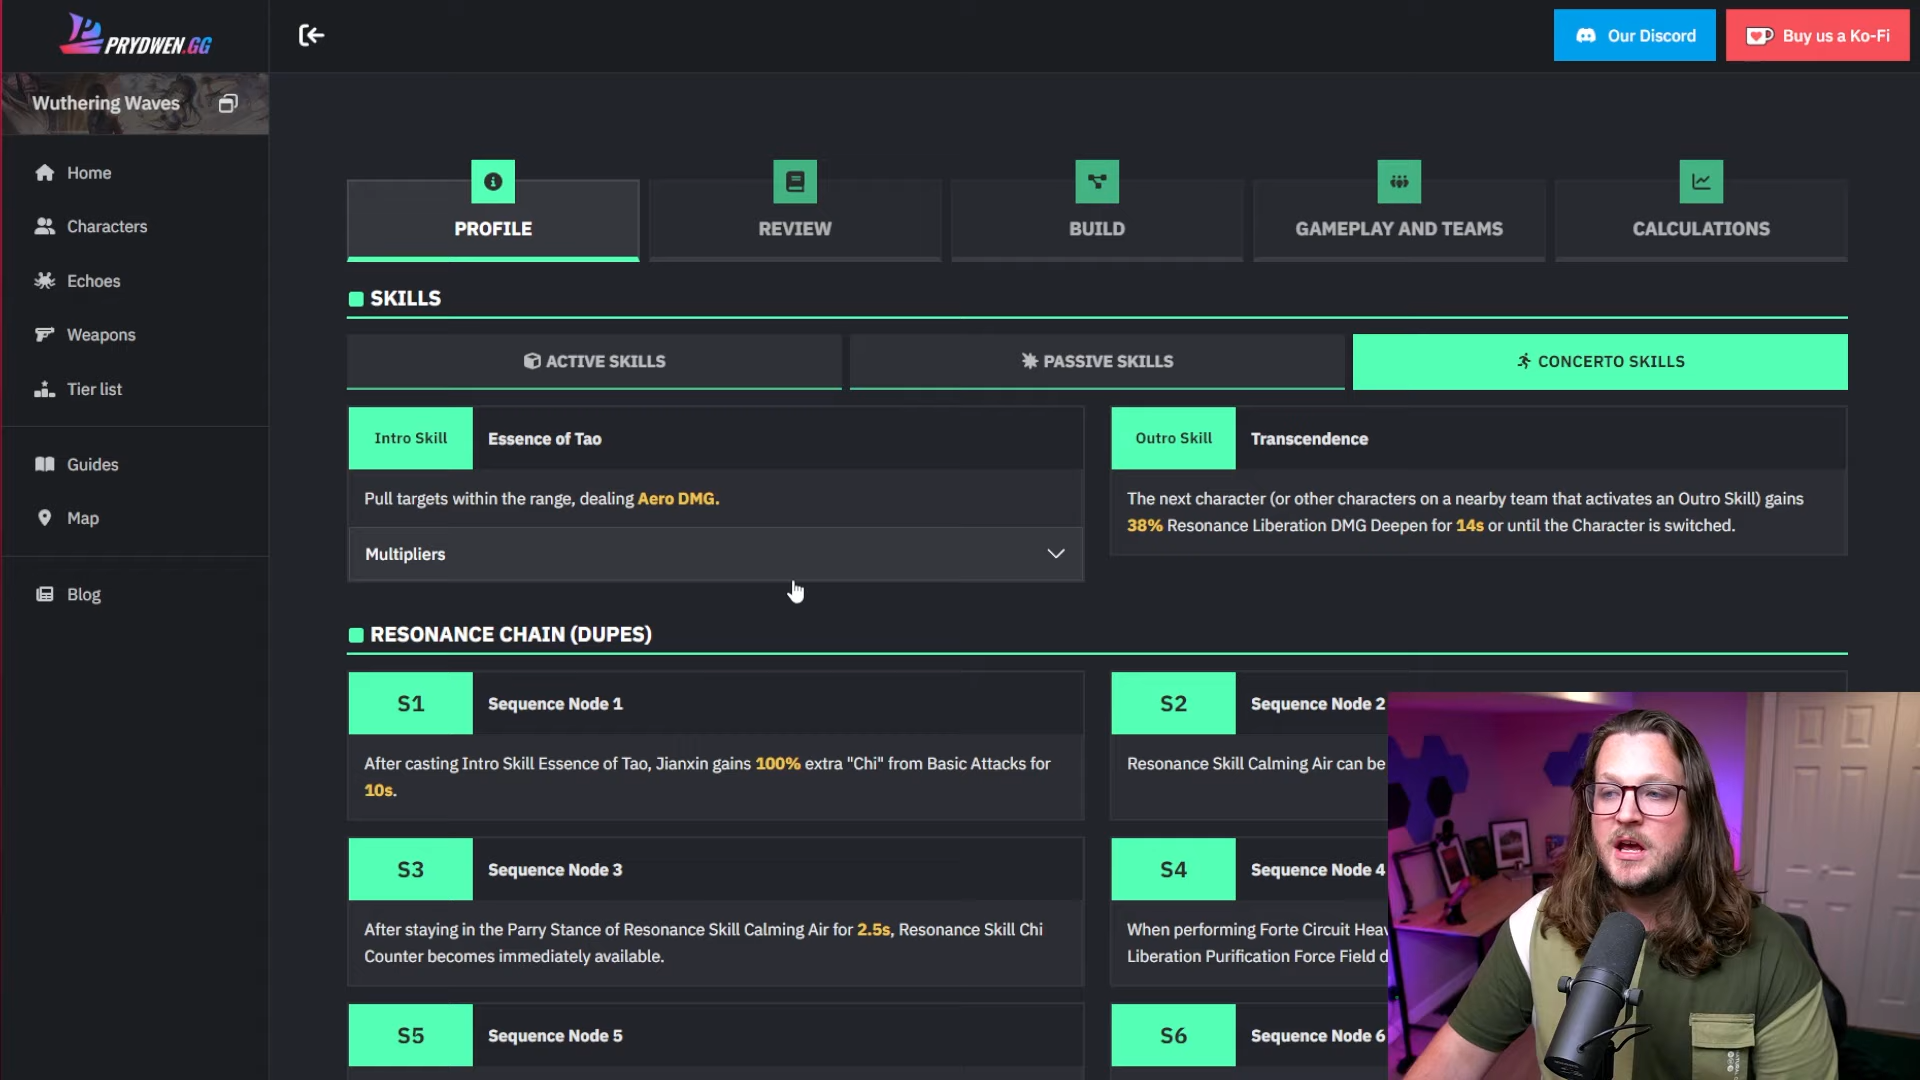 PRYDWEN.GG
Our Discord
Buy us a Ko-Fi
Wuthering Waves
Home
Characters
Echoes
Weapons
Tier list
Guides
Map
Blog
PROFILE
REVIEW
BUILD
GAMEPLAY AND TEAMS
CALCULATIONS
SKILLS
ACTIVE SKILLS
PASSIVE SKILLS
CONCERTO SKILLS
Intro Skill
Essence of Tao
Pull targets within the range, dealing Aero DMG.
Multipliers
Outro Skill
Transcendence
The next character (or other characters on a nearby team that activates an Outro Skill) gains
38% Resonance Liberation DMG Deepen for 14s or until the Character is switched.
RESONANCE CHAIN (DUPES)
S1
Sequence Node 1
After casting Intro Skill Essence of Tao, Jianxin gains 100% extra "Chi" from Basic Attacks for
10s.
S2
Sequence Node 2
Resonance Skill Calming Air can be
S3
Sequence Node 3
After staying in the Parry Stance of Resonance Skill Calming Air for 2.5s, Resonance Skill Chi
Counter becomes immediately available.
S4
Sequence Node 4
When performing Forte Circuit Heav
Liberation Purification Force Field d
S5
Sequence Node 5
S6
Sequence Node 6